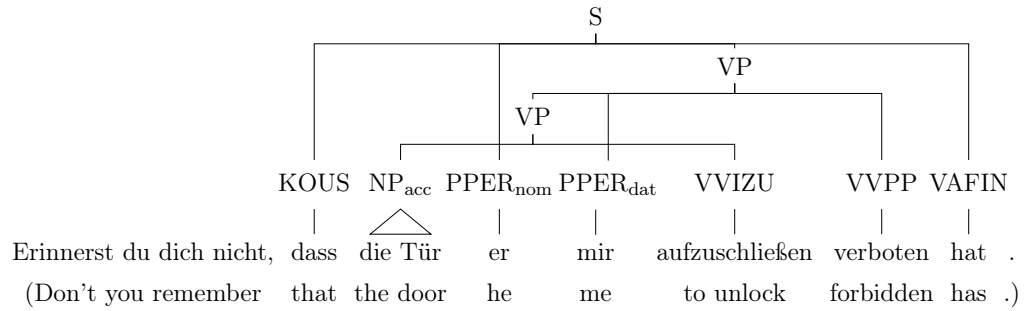 S
VP
VP
KOUS NPacc PPERnom PPERdat VVIZU VVPP VAFIN
Erinnerst du dich nicht, dass die Tür er mir aufzuschließen verboten hat .
(Don't you remember that the door he me to unlock forbidden has .)